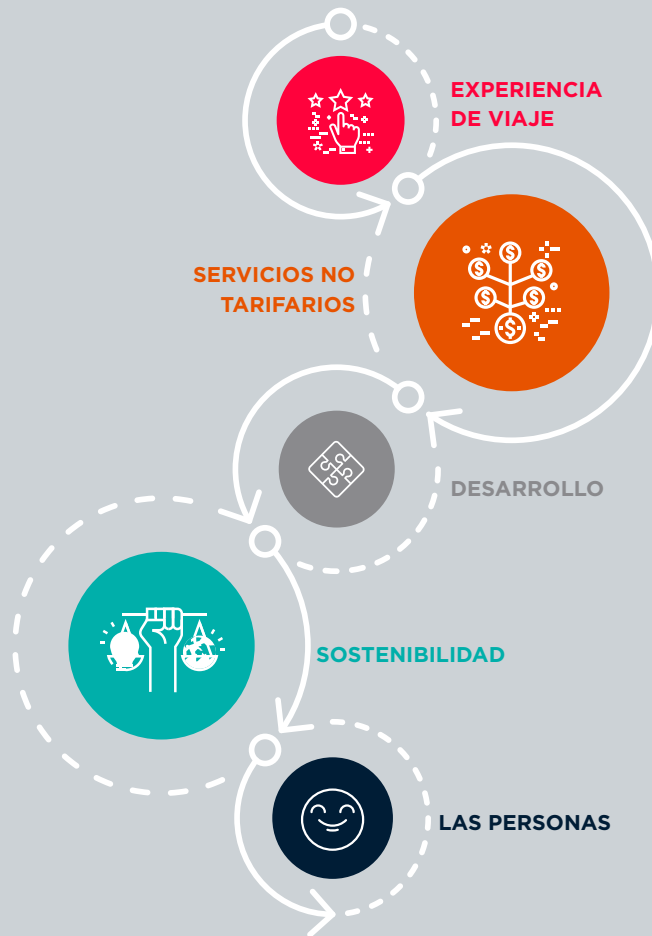 EXPERIENCIA
DE VIAJE
SERVICIOS NO
TARIFARIOS
DESARROLLO
SOSTENIBILIDAD
LAS PERSONAS